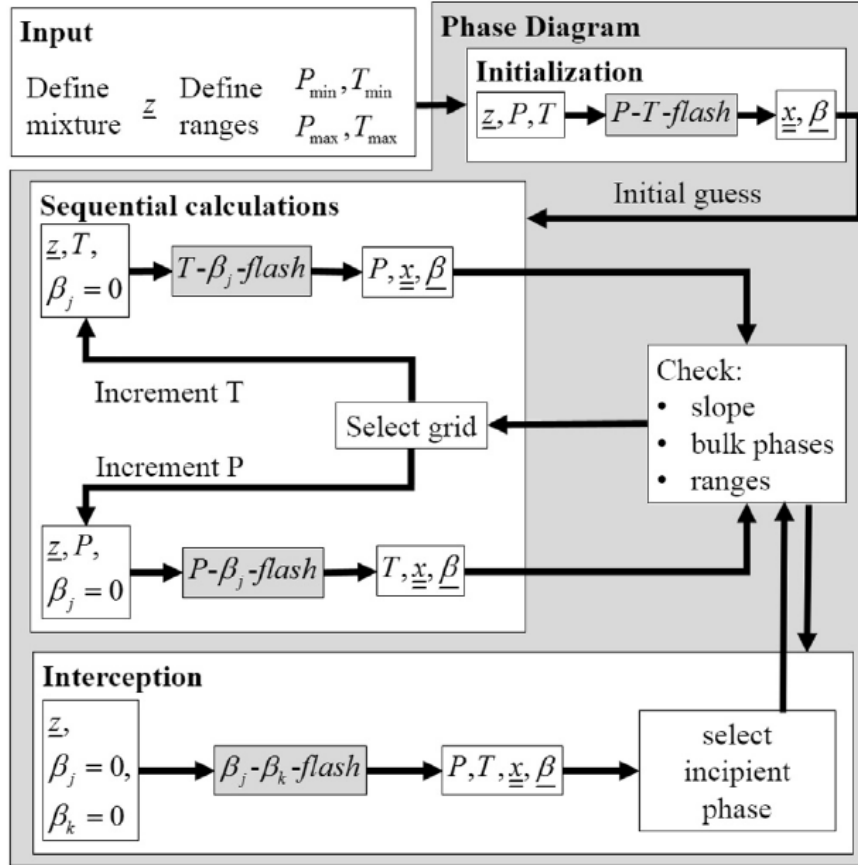 Input
Define
mixture
z̲
Define
ranges
P_min, T_min
P_max, T_max
Phase Diagram
Initialization
z̲, P, T
P-T-flash
x̳, β̲
Initial guess
Sequential calculations
z̲, T,
β_j = 0
T-β_j-flash
P, x̳, β̲
Increment T
Select grid
Increment P
z̲, P,
β_j = 0
P-β_j-flash
T, x̳, β̲
Check:
• slope
• bulk phases
• ranges
Interception
z̲,
β_j = 0,
β_k = 0
β_j-β_k-flash
P, T, x̳, β̲
select
incipient
phase